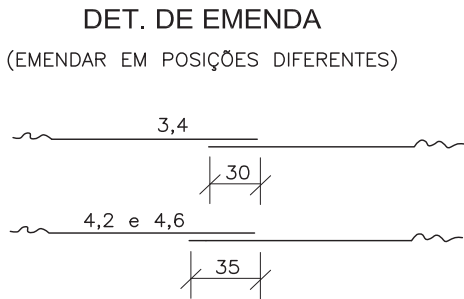 DET. DE EMENDA
(EMENDAR EM POSIÇÕES DIFERENTES)
3,4
30
4,2 e 4,6
35